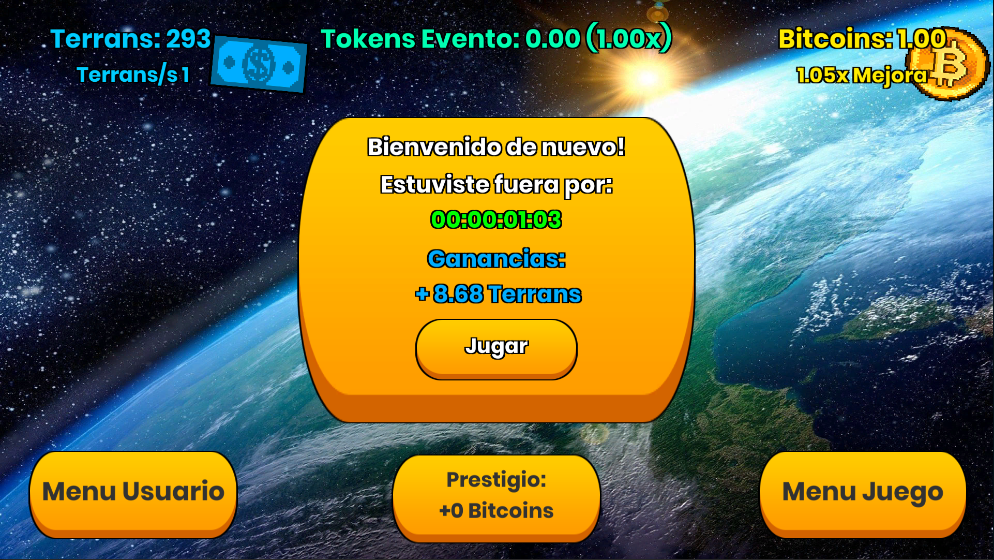 Terrans: 293
Terrans/s 1
Tokens Evento: 0.00 (1.00x)
Bitcoins: 1.00
1.05x Mejora
Bienvenido de nuevo!
Estuviste fuera por:
00:00:01:03
Ganancias:
+ 8.68 Terrans
Jugar
Menu Usuario
Prestigio:
+0 Bitcoins
Menu Juego